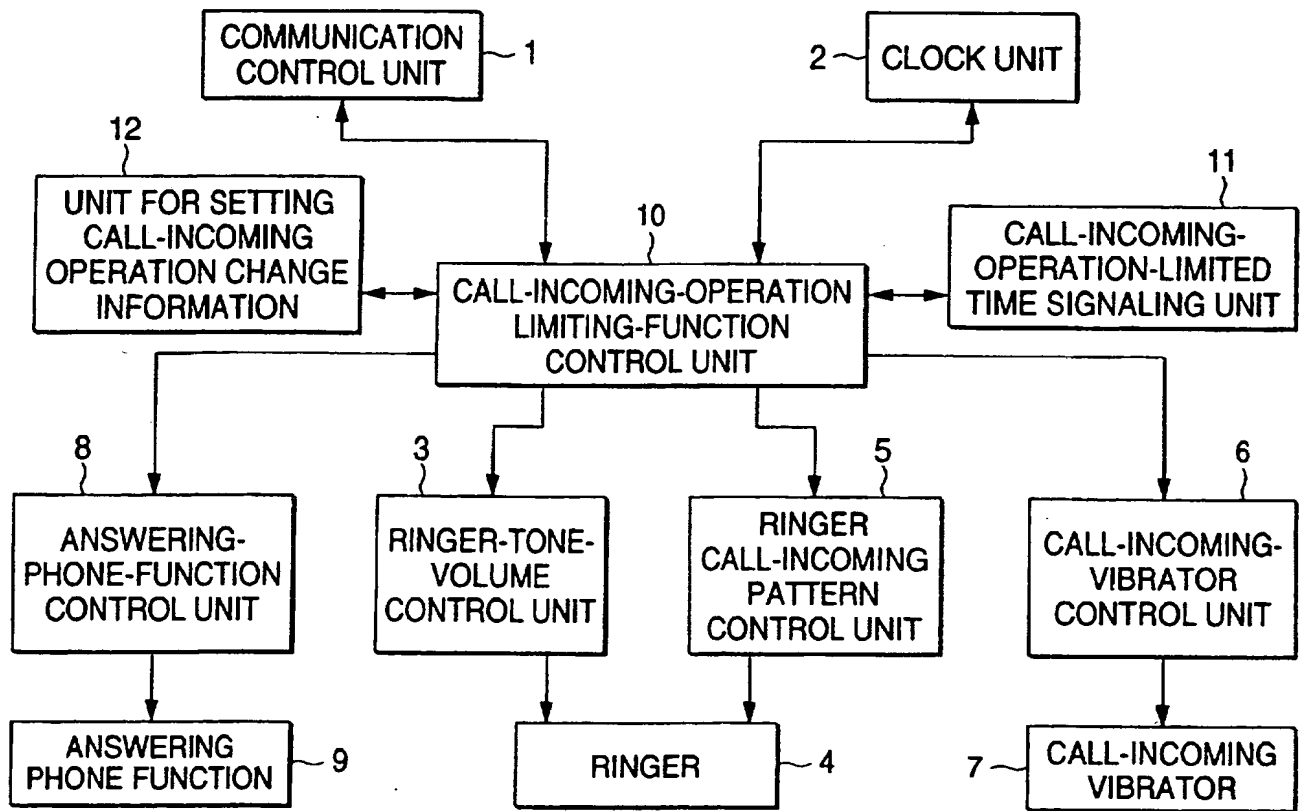 COMMUNICATION
CONTROL UNIT
1
2
CLOCK UNIT
12
UNIT FOR SETTING
CALL-INCOMING
OPERATION CHANGE
INFORMATION
10
CALL-INCOMING-OPERATION
LIMITING-FUNCTION
CONTROL UNIT
11
CALL-INCOMING-
OPERATION-LIMITED
TIME SIGNALING UNIT
8
ANSWERING-
PHONE-FUNCTION
CONTROL UNIT
3
RINGER-TONE-
VOLUME
CONTROL UNIT
5
RINGER
CALL-INCOMING
PATTERN
CONTROL UNIT
6
CALL-INCOMING-
VIBRATOR
CONTROL UNIT
ANSWERING
PHONE FUNCTION
9
RINGER
4
7
CALL-INCOMING
VIBRATOR